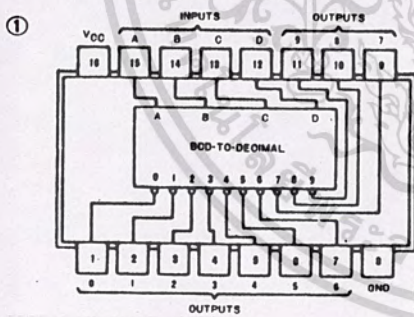 ①
INPUTS OUTPUTS
VCC A B C D 9 8 7
16 15 14 13 12 11 10 9
A B C D
BCD-TO-DECIMAL
0 1 2 3 4 5 6 7 8 9
1 2 3 4 5 6 7 8
0 1 2 3 4 5 6 GND
OUTPUTS